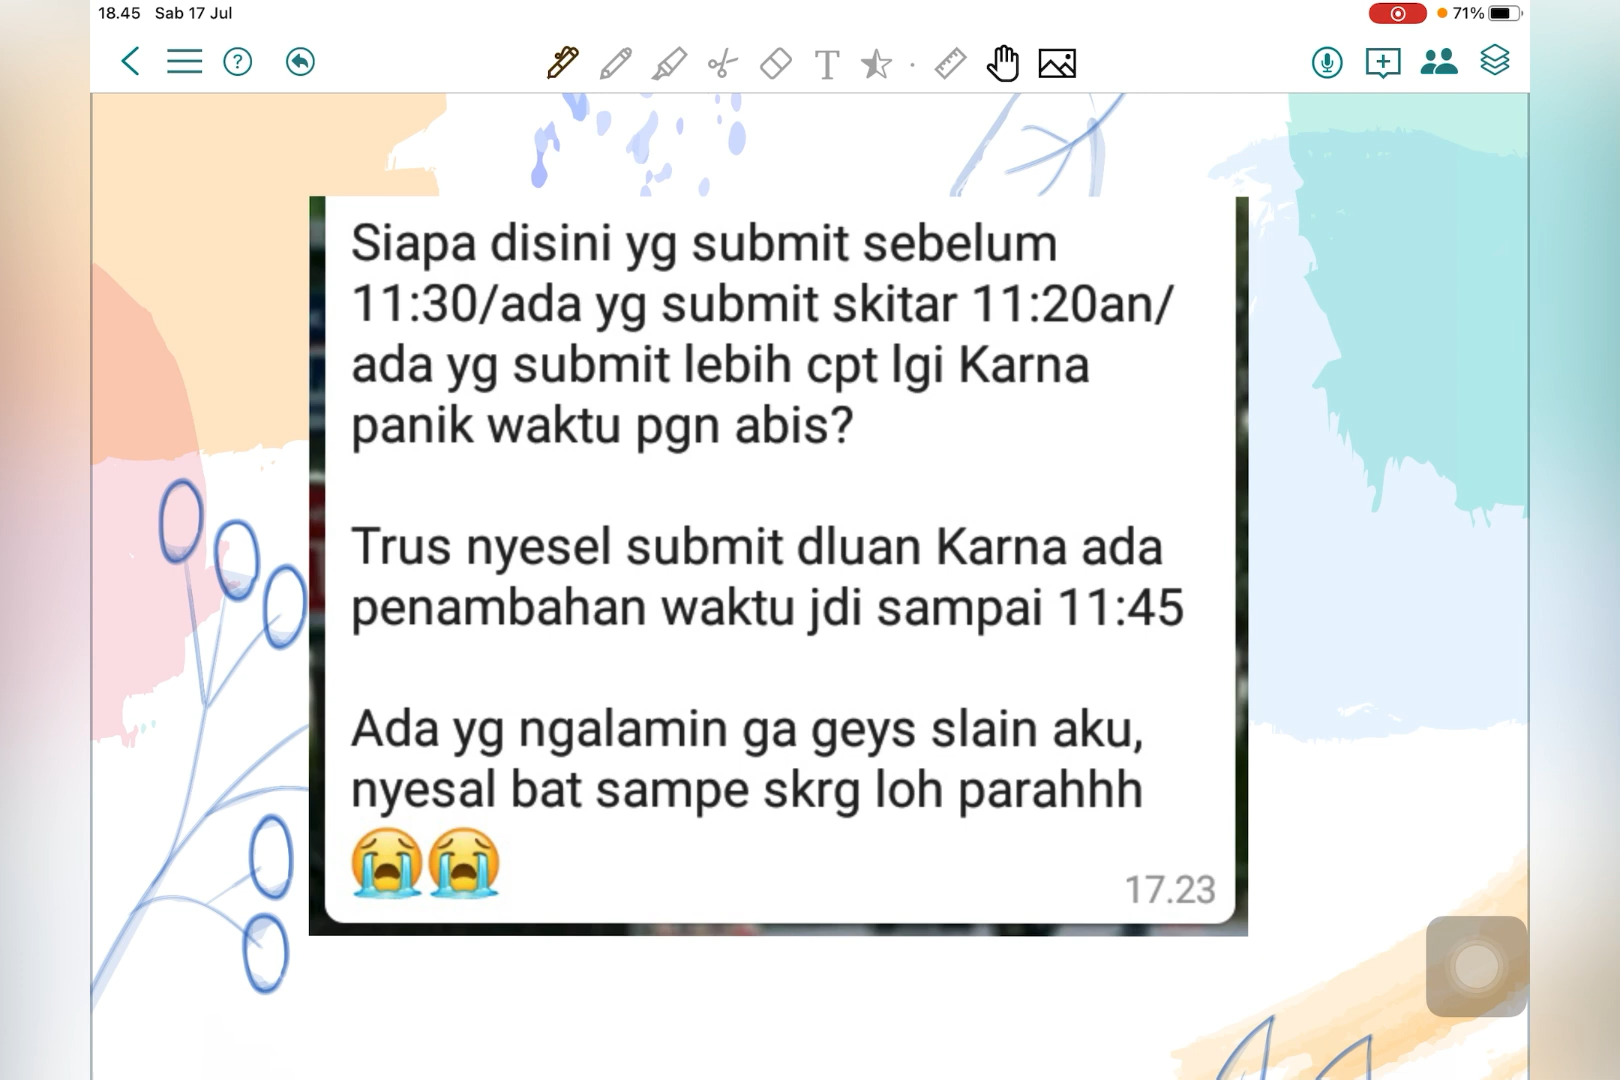 18.45 Sab 17 Jul
71%
?
T
Siapa disini yg submit sebelum
11:30/ada yg submit skitar 11:20an/
ada yg submit lebih cpt lgi Karna
panik waktu pgn abis?
Trus nyesel submit dluan Karna ada
penambahan waktu jdi sampai 11:45
Ada yg ngalamin ga geys slain aku,
nyesal bat sampe skrg loh parahhh
😭😭
17.23